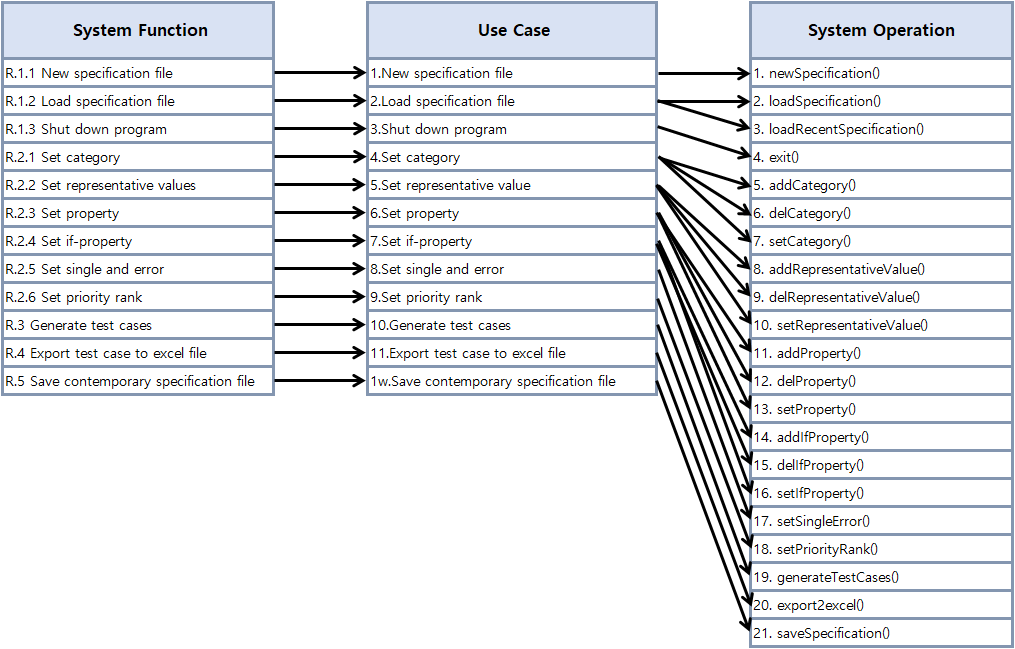 System Function
R.1.1 New specification file
R.1.2 Load specification file
R.1.3 Shut down program
R.2.1 Set category
R.2.2 Set representative values
R.2.3 Set property
R.2.4 Set if-property
R.2.5 Set single and error
R.2.6 Set priority rank
R.3 Generate test cases
R.4 Export test case to excel file
R.5 Save contemporary specification file
Use Case
1.New specification file
2.Load specification file
3.Shut down program
4.Set category
5.Set representative value
6.Set property
7.Set if-property
8.Set single and error
9.Set priority rank
10.Generate test cases
11.Export test case to excel file
1w.Save contemporary specification file
System Operation
1. newSpecification()
2. loadSpecification()
3. loadRecentSpecification()
4. exit()
5. addCategory()
6. delCategory()
7. setCategory()
8. addRepresentativeValue()
9. delRepresentativeValue()
10. setRepresentativeValue()
11. addProperty()
12. delProperty()
13. setProperty()
14. addIfProperty()
15. delIfProperty()
16. setIfProperty()
17. setSingleError()
18. setPriorityRank()
19. generateTestCases()
20. export2excel()
21. saveSpecification()